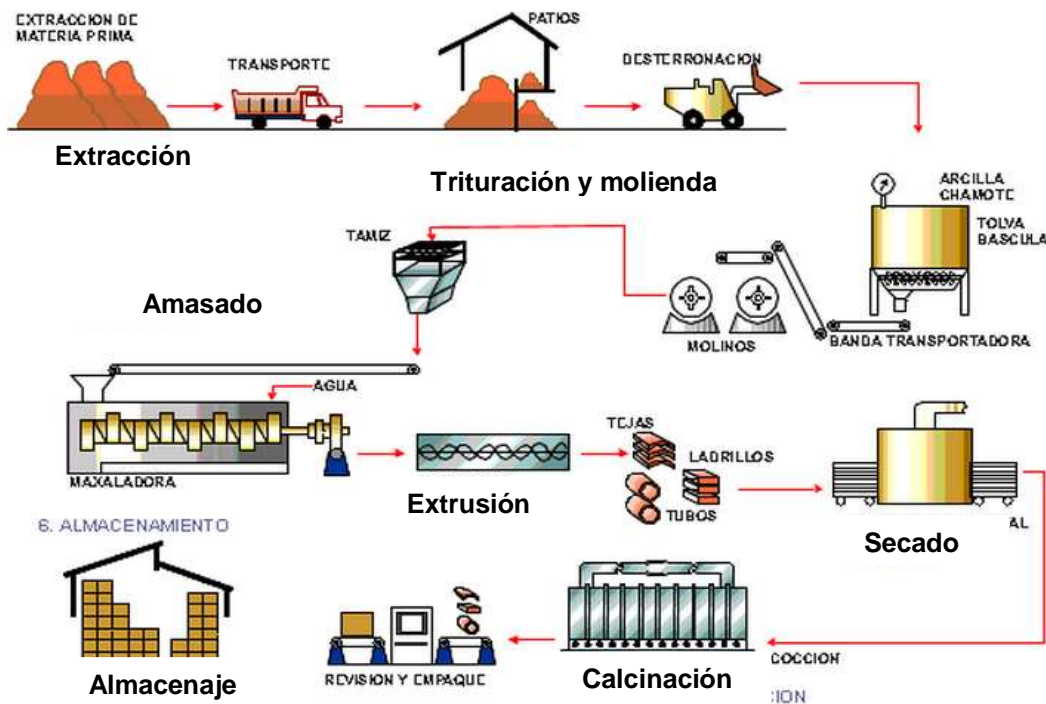 EXTRACCION DE
MATERIA PRIMA
TRANSPORTE
PATIOS
DESTERRONACION
Extracción
Trituración y molienda
ARCILLA
CHAMOTE
TOLVA
BASCULA
TAMIZ
Amasado
MOLINOS
BANDA TRANSPORTADORA
AGUA
TEJAS
LADRILLOS
TUBOS
MAXALADORA
Extrusión
6. ALMACENAMIENTO
AL
Secado
COCCION
Calcinación
CION
REVISION Y EMPAQUE
Almacenaje